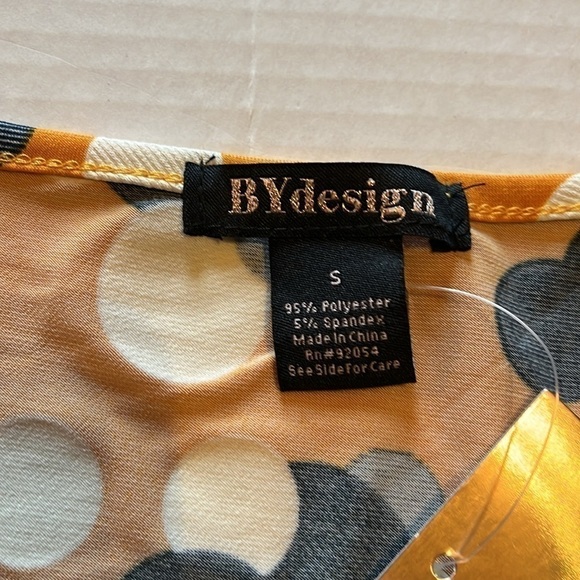 BYdesign
S
95% Polyester
5% Spandex
Made In China
Rn#92054
See Side For Care